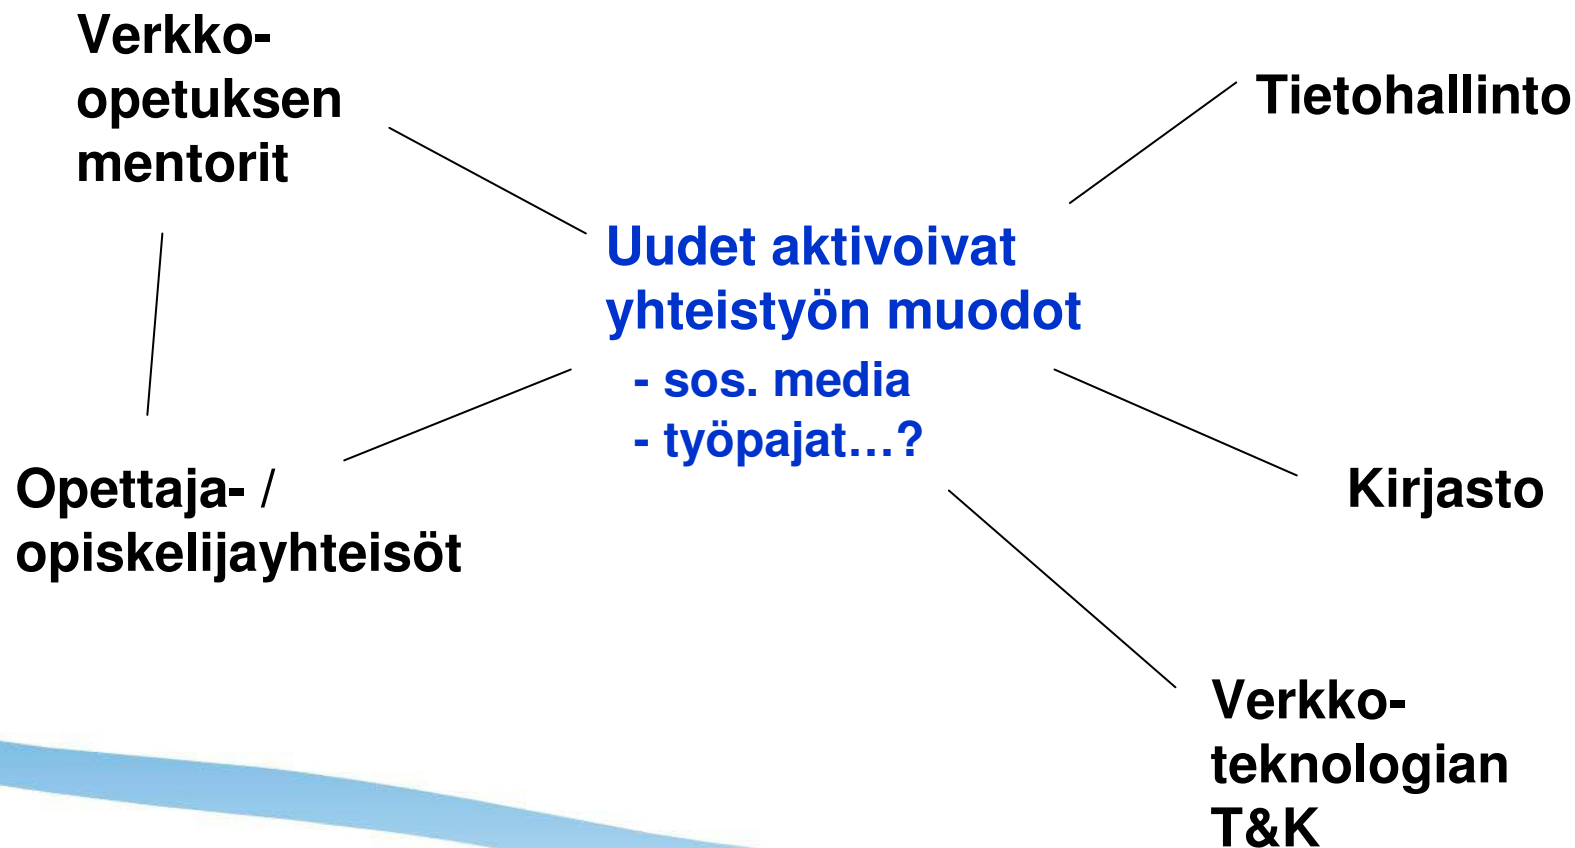 Verkko-
opetuksen
mentorit
Tietohallinto
Uudet aktivoivat
yhteistyön muodot
- sos. media
- työpajat…?
Opettaja- /
opiskelijayhteisöt
Kirjasto
Verkko-
teknologian
T&K